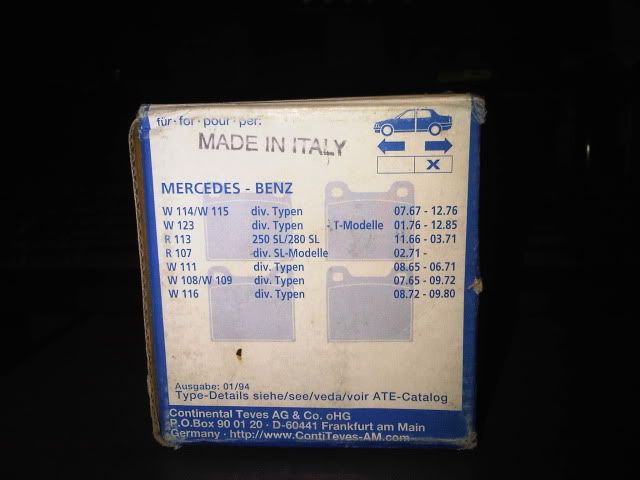 für · for · pour · per:
MADE IN ITALY
X
MERCEDES - BENZ
W 114/W 115 div. Typen 07.67 - 12.76
W 123 div. Typen - T-Modelle 01.76 - 12.85
R 113 250 SL/280 SL 11.66 - 03.71
R 107 div. SL-Modelle 02.71 -
W 111 div. Typen 08.65 - 06.71
W 108/W 109 div. Typen 07.65 - 09.72
W 116 div. Typen 08.72 - 09.80
Ausgabe: 01/94
Type-Details siehe/see/veda/voir ATE-Catalog
Continental Teves AG & Co. oHG
P.O.Box 90 01 20 · D-60441 Frankfurt am Main
Germany · http://www.ContiTeves-AM.com